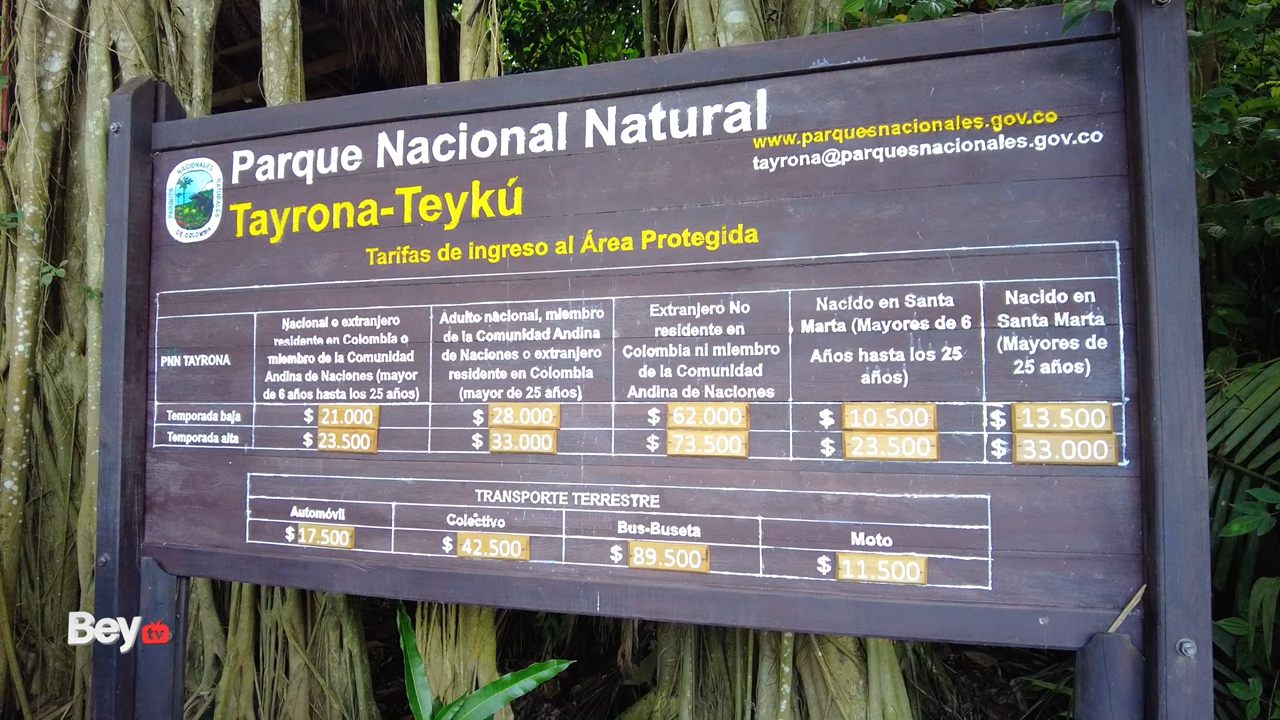 Parque Nacional Natural
www.parquesnacionales.gov.co
tayrona@parquesnacionales.gov.co
PARQUES NACIONALES NATURALES
DE COLOMBIA
Tayrona-Teykú
Tarifas de ingreso al Área Protegida
PNN TAYRONA
Nacional o extranjero
residente en Colombia o
miembro de la Comunidad
Andina de Naciones (mayor
de 6 años hasta los 25 años)
Adulto nacional, miembro
de la Comunidad Andina
de Naciones o extranjero
residente en Colombia
(mayor de 25 años)
Extranjero No
residente en
Colombia ni miembro
de la Comunidad
Andina de Naciones
Nacido en Santa
Marta (Mayores de 6
Años hasta los 25
años)
Nacido en
Santa Marta
(Mayores de
25 años)
Temporada baja $ 21.000 $ 28.000 $ 62.000 $ 10.500 $ 13.500
Temporada alta $ 23.500 $ 33.000 $ 73.500 $ 23.500 $ 33.000
TRANSPORTE TERRESTRE
Automóvil Colectivo Bus-Buseta Moto
$ 17.500 $ 42.500 $ 89.500 $ 11.500
Bey tv